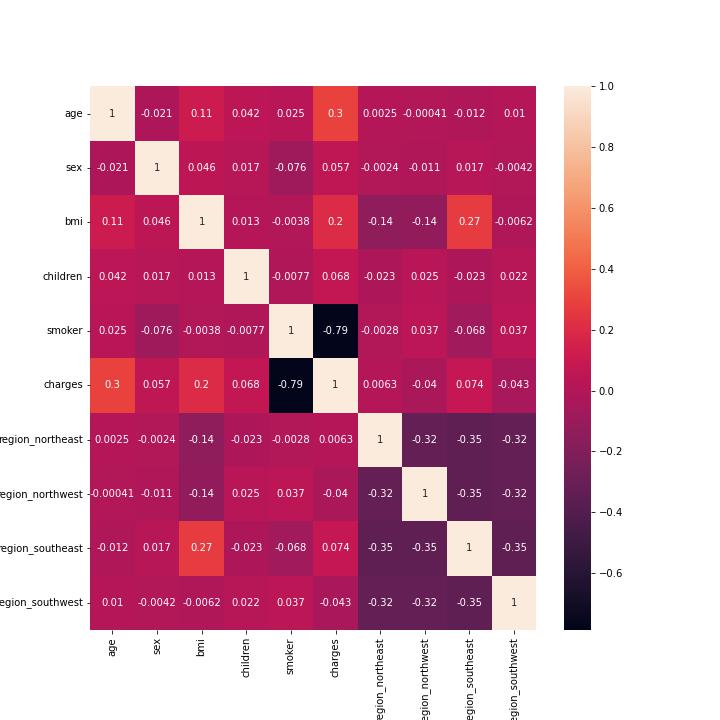 age 1 -0.021 0.11 0.042 0.025 0.3 0.0025 -0.00041 -0.012 0.01
sex -0.021 1 0.046 0.017 -0.076 0.057 -0.0024 -0.011 0.017 -0.0042
bmi 0.11 0.046 1 0.013 -0.0038 0.2 -0.14 -0.14 0.27 -0.0062
children 0.042 0.017 0.013 1 -0.0077 0.068 -0.023 0.025 -0.023 0.022
smoker 0.025 -0.076 -0.0038 -0.0077 1 -0.79 -0.0028 0.037 -0.068 0.037
charges 0.3 0.057 0.2 0.068 -0.79 1 0.0063 -0.04 0.074 -0.043
region_northeast 0.0025 -0.0024 -0.14 -0.023 -0.0028 0.0063 1 -0.32 -0.35 -0.32
egion_northwest -0.00041 -0.011 -0.14 0.025 0.037 -0.04 -0.32 1 -0.35 -0.32
egion_southeast -0.012 0.017 0.27 -0.023 -0.068 0.074 -0.35 -0.35 1 -0.35
egion_southwest 0.01 -0.0042 -0.0062 0.022 0.037 -0.043 -0.32 -0.32 -0.35 1
age sex bmi children smoker charges egion_northeast egion_northwest egion_southeast egion_southwest
1.0
0.8
0.6
0.4
0.2
0.0
−0.2
−0.4
−0.6